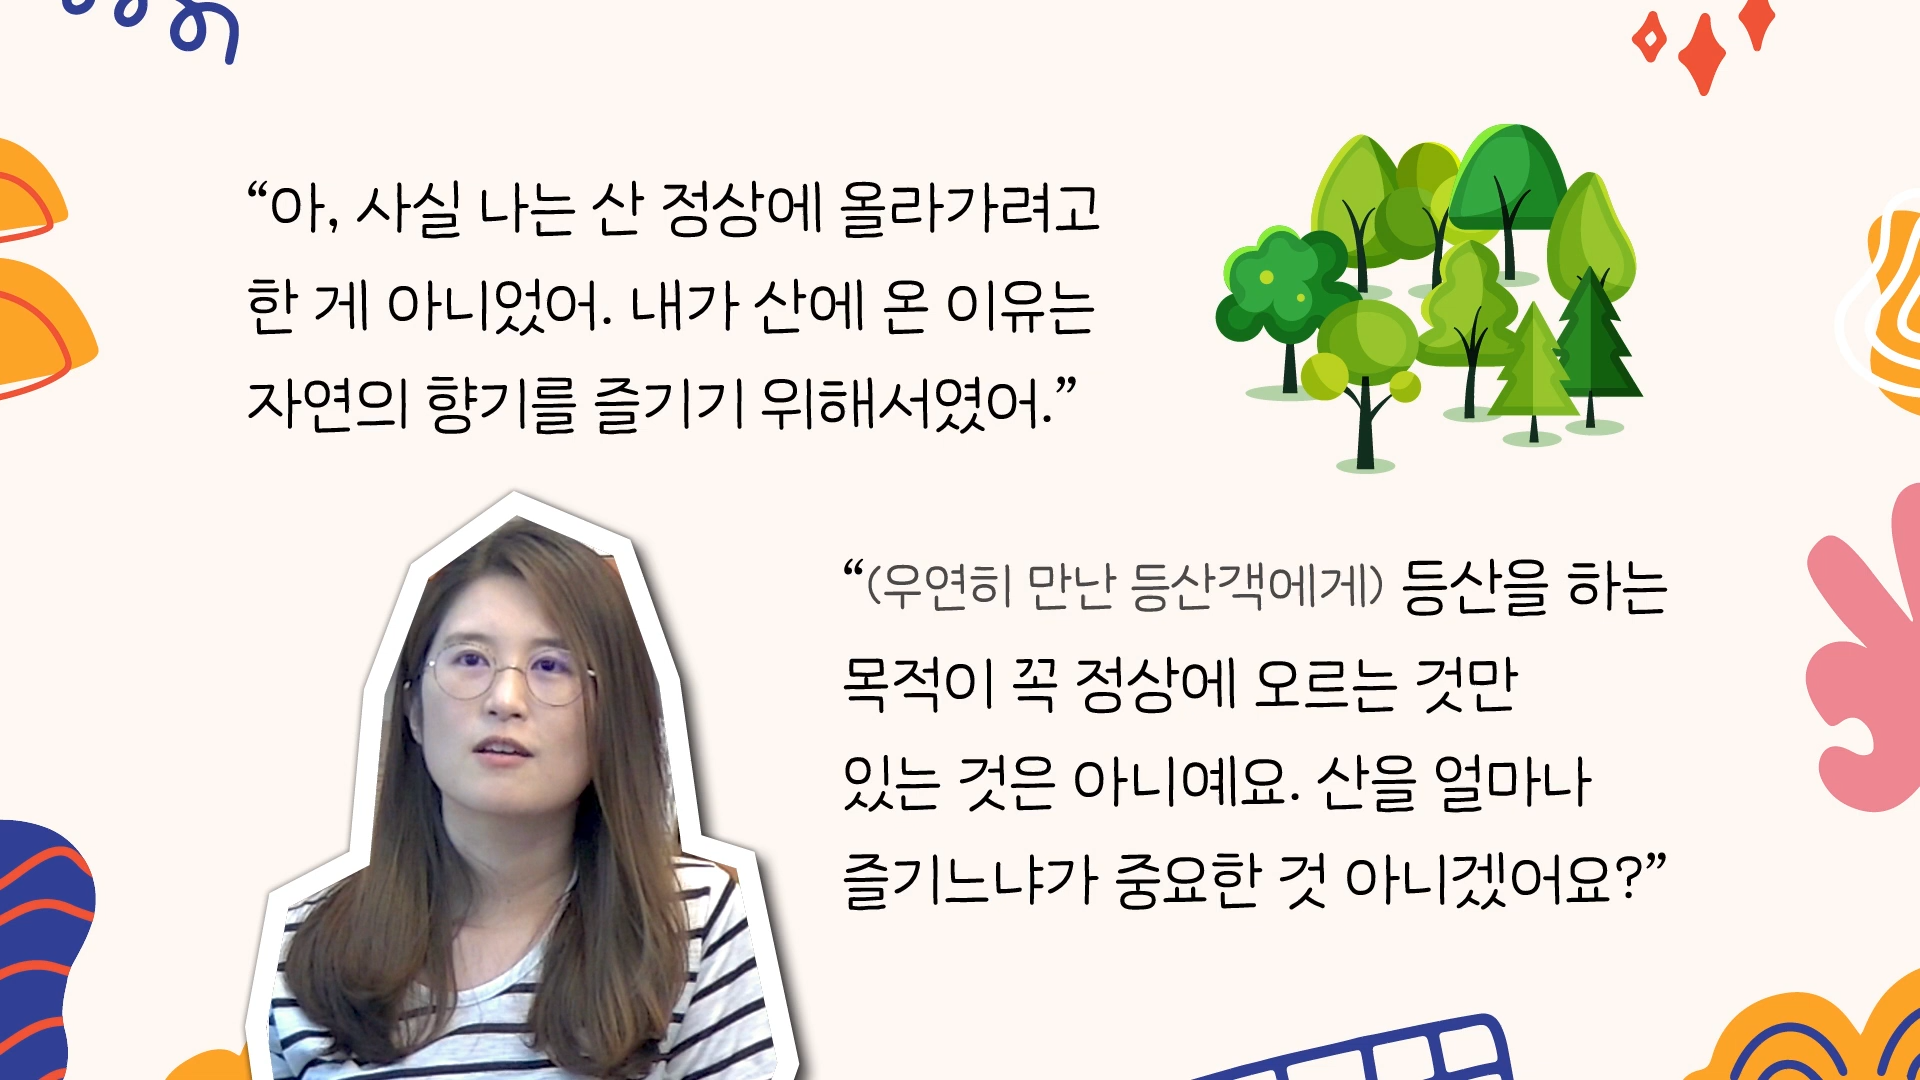 “아, 사실 나는 산 정상에 올라가려고
한 게 아니었어. 내가 산에 온 이유는
자연의 향기를 즐기기 위해서였어.”
“(우연히 만난 등산객에게) 등산을 하는
목적이 꼭 정상에 오르는 것만
있는 것은 아니예요. 산을 얼마나
즐기느냐가 중요한 것 아니겠어요?”